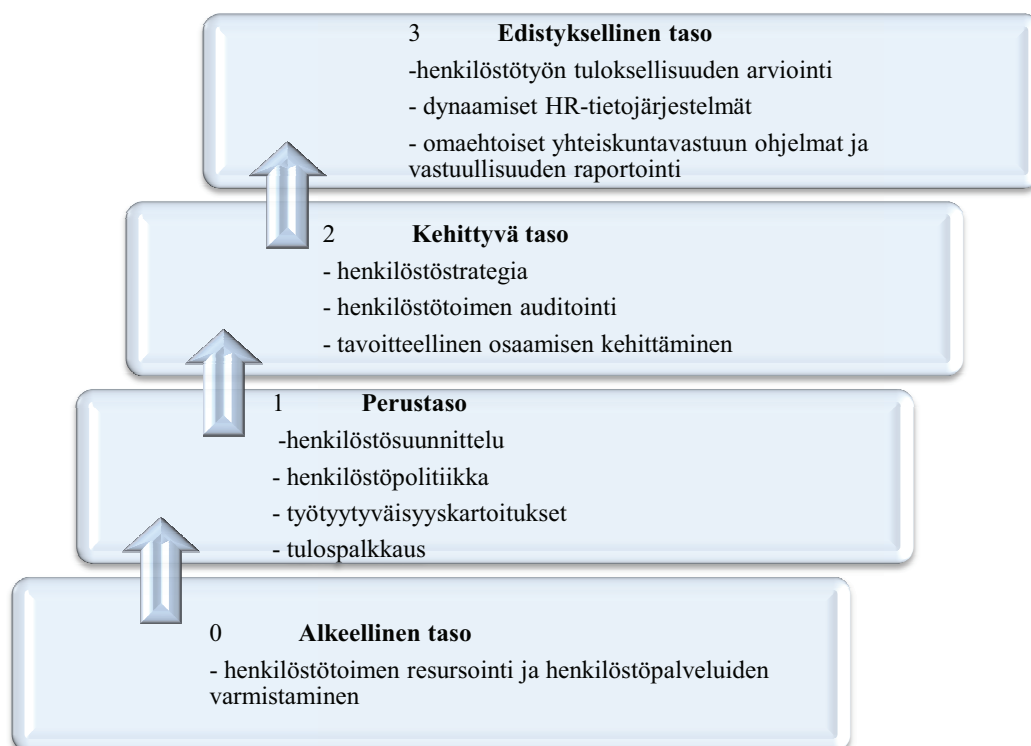 3 Edistyksellinen taso
-henkilöstötyön tuloksellisuuden arviointi
- dynaamiset HR-tietojärjestelmät
- omaehtoiset yhteiskuntavastuun ohjelmat ja
vastuullisuuden raportointi
2 Kehittyvä taso
- henkilöstöstrategia
- henkilöstötoimen auditointi
- tavoitteellinen osaamisen kehittäminen
1 Perustaso
-henkilöstösuunnittelu
- henkilöstöpolitiikka
- työtyytyväisyyskartoitukset
- tulospalkkaus
0 Alkeellinen taso
- henkilöstötoimen resursointi ja henkilöstöpalveluiden
varmistaminen